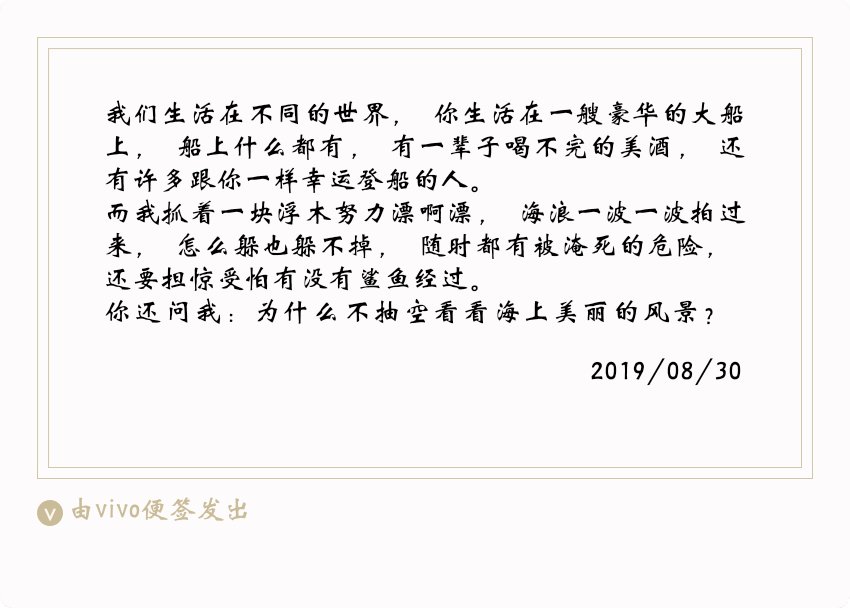 我们生活在不同的世界， 你生活在一艘豪华的大船
上， 船上什么都有， 有一辈子喝不完的美酒， 还
有许多跟你一样幸运登船的人。
而我抓着一块浮木努力漂啊漂， 海浪一波一波拍过
来， 怎么躲也躲不掉， 随时都有被淹死的危险，
还要担惊受怕有没有鲨鱼经过。
你还问我：为什么不抽空看看海上美丽的风景？
2019/08/30
V 由vivo便签发出